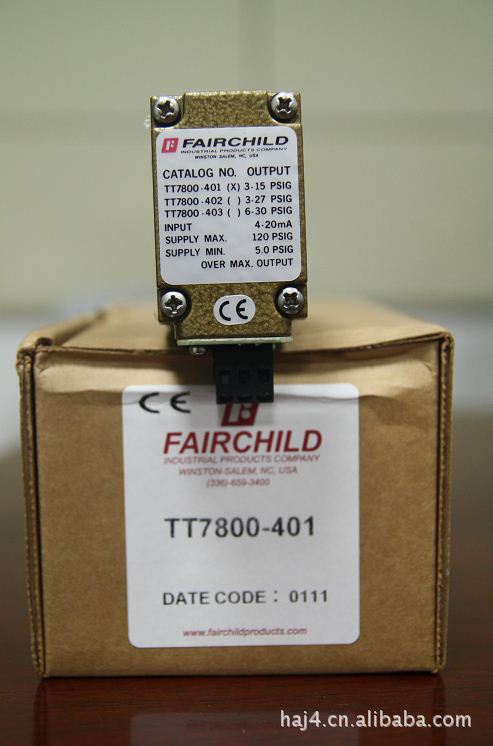 FAIRCHILD
INDUSTRIAL PRODUCTS COMPANY
WINSTON-SALEM, NC, USA
CATALOG NO. OUTPUT
TT7800-401 (X) 3-15 PSIG
TT7800-402 ( ) 3-27 PSIG
TT7800-403 ( ) 6-30 PSIG
INPUT 4-20mA
SUPPLY MAX. 120 PSIG
SUPPLY MIN. 5.0 PSIG
OVER MAX. OUTPUT
CE
CE
FAIRCHILD
INDUSTRIAL PRODUCTS COMPANY
WINSTON-SALEM, NC, USA
(336)-659-3400
TT7800-401
DATE CODE : 0111
www.fairchildproducts.com
haj4.cn.alibaba.com